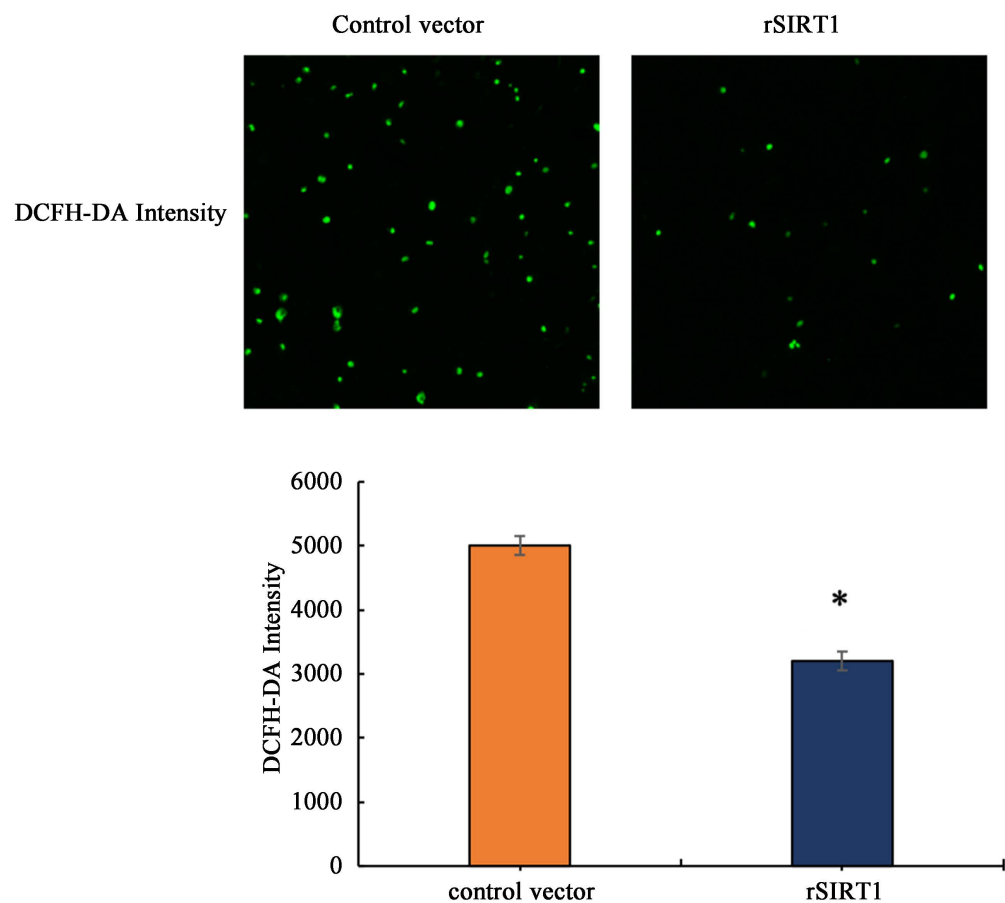 Control vector
rSIRT1
DCFH-DA Intensity
6000
5000
4000
3000
2000
1000
0
DCFH-DA Intensity
*
control vector
rSIRT1